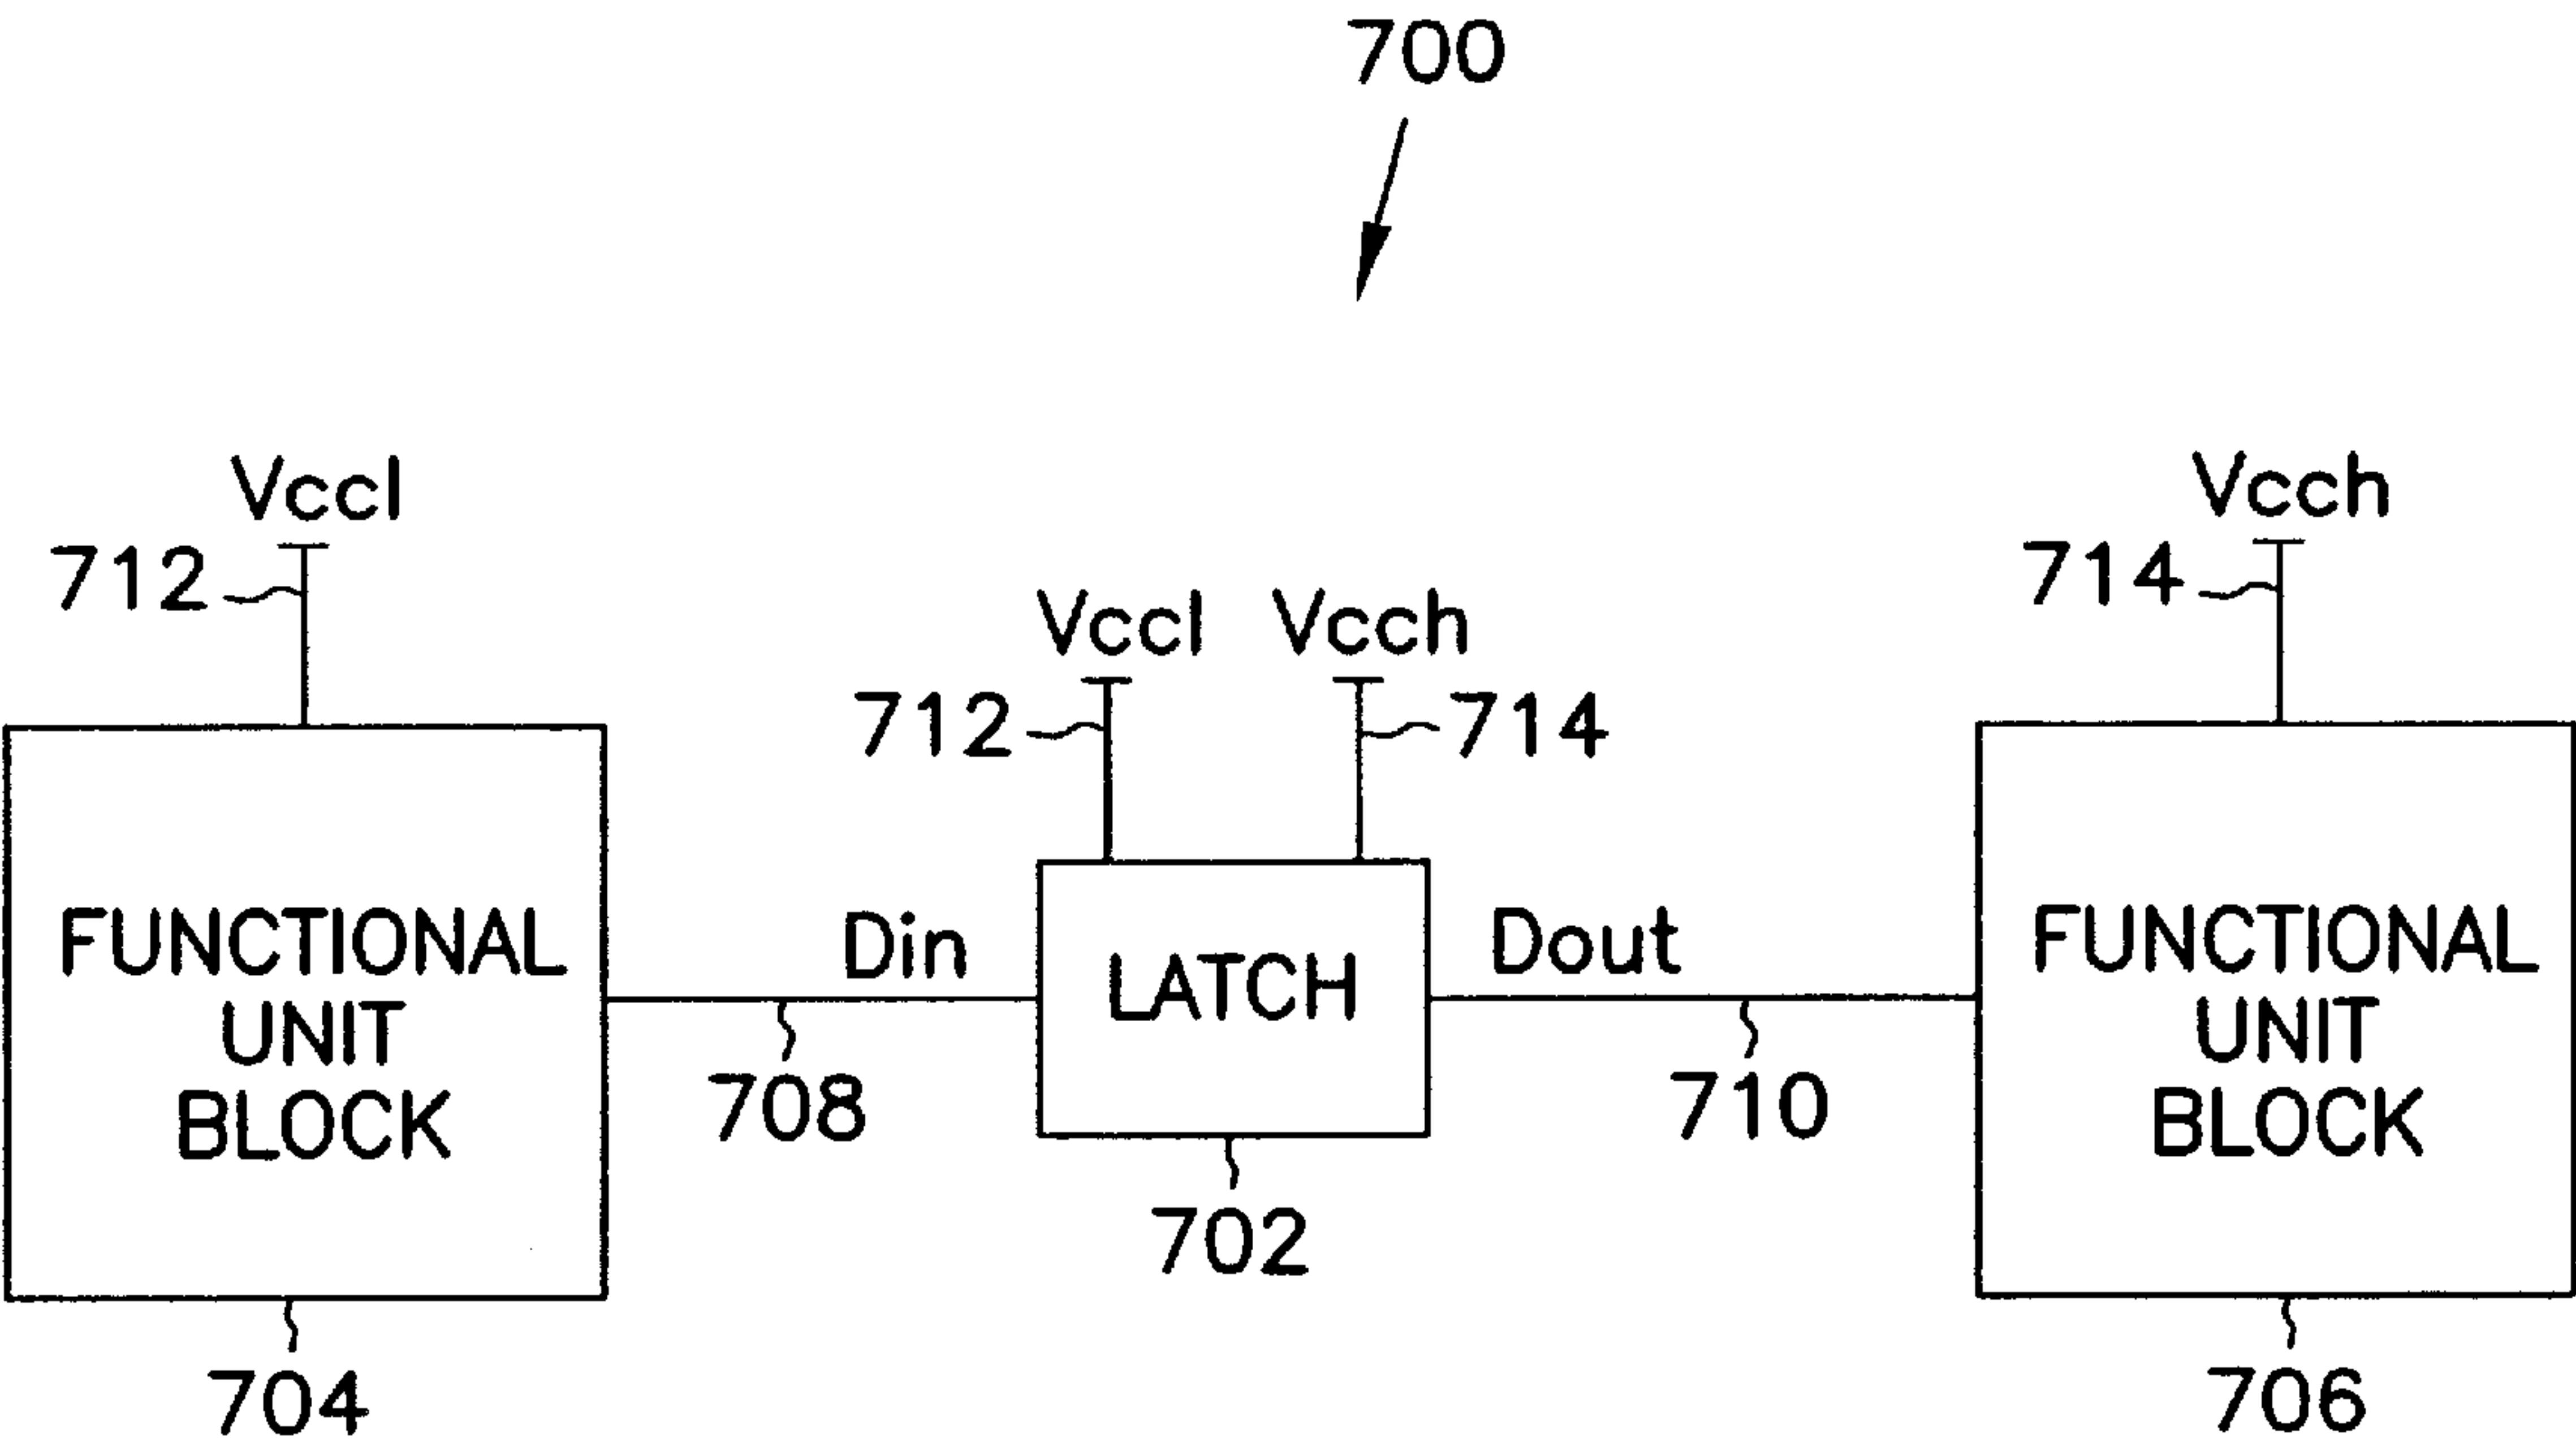 700
Vccl
712
Vccl
712
Vcch
714
Vcch
714
FUNCTIONAL
UNIT
BLOCK
704
Din
708
LATCH
702
Dout
710
FUNCTIONAL
UNIT
BLOCK
706